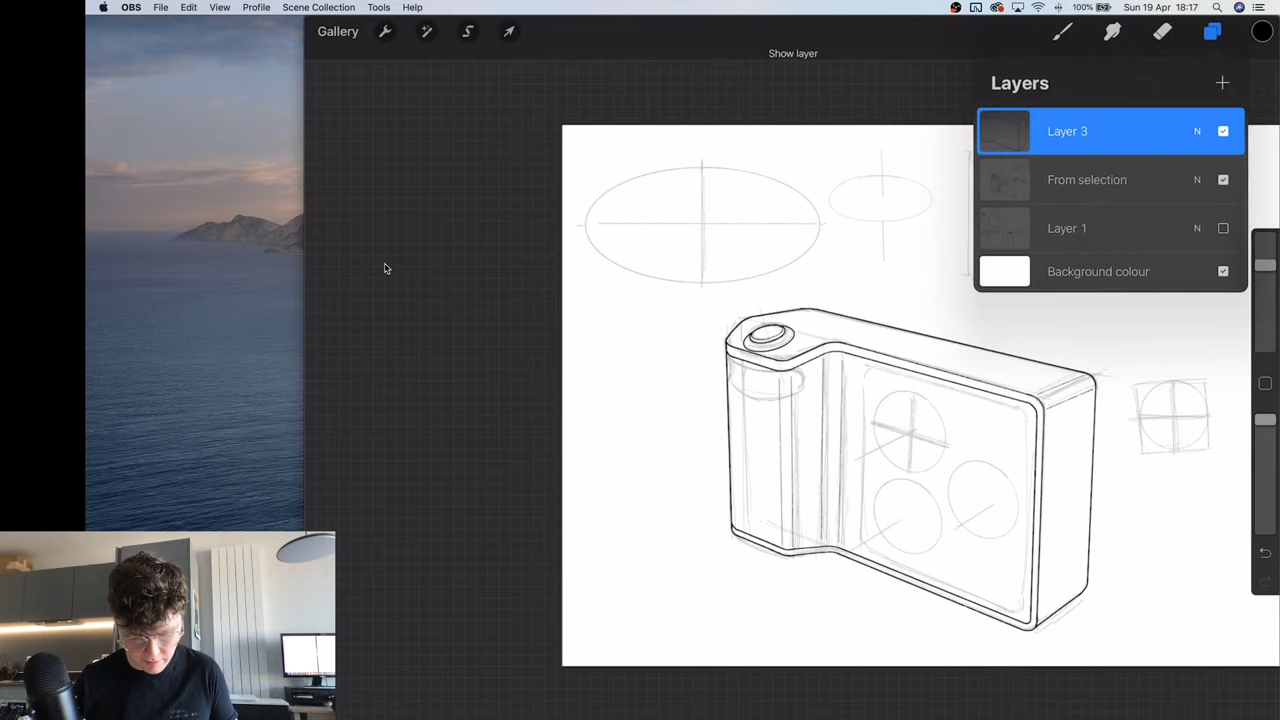 OBS File Edit View Profile Scene Collection Tools Help 100% Sun 19 Apr 18:17
Gallery
Show layer
Layers
Layer 3 N
From selection N
Layer 1 N
Background colour